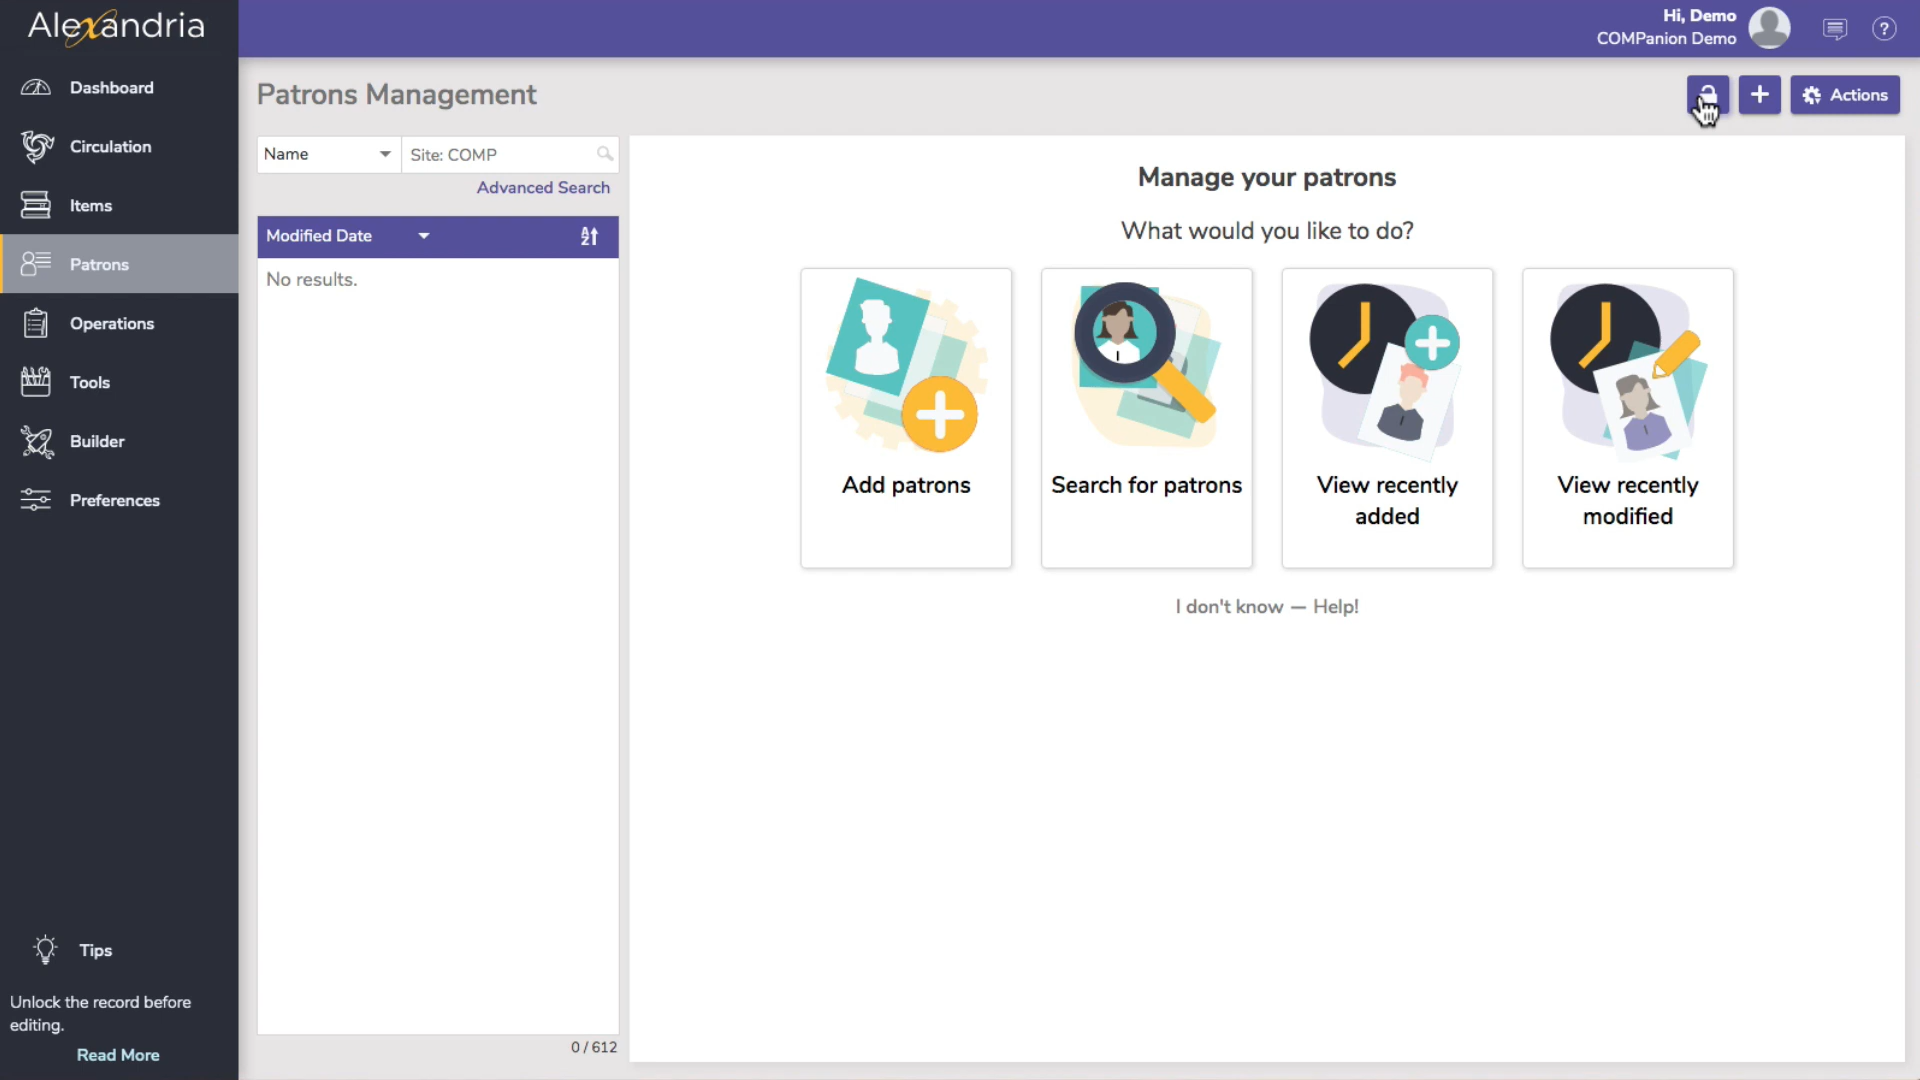 Alexandria
Hi, Demo
COMPanion Demo
?
Dashboard
Circulation
Items
Patrons
Operations
Tools
Builder
Preferences
Tips
Unlock the record before
editing.
Read More
Patrons Management
Actions
Name
Site: COMP
Advanced Search
Modified Date
No results.
0 / 612
Manage your patrons
What would you like to do?
Add patrons
Search for patrons
View recently
added
View recently
modified
I don't know — Help!